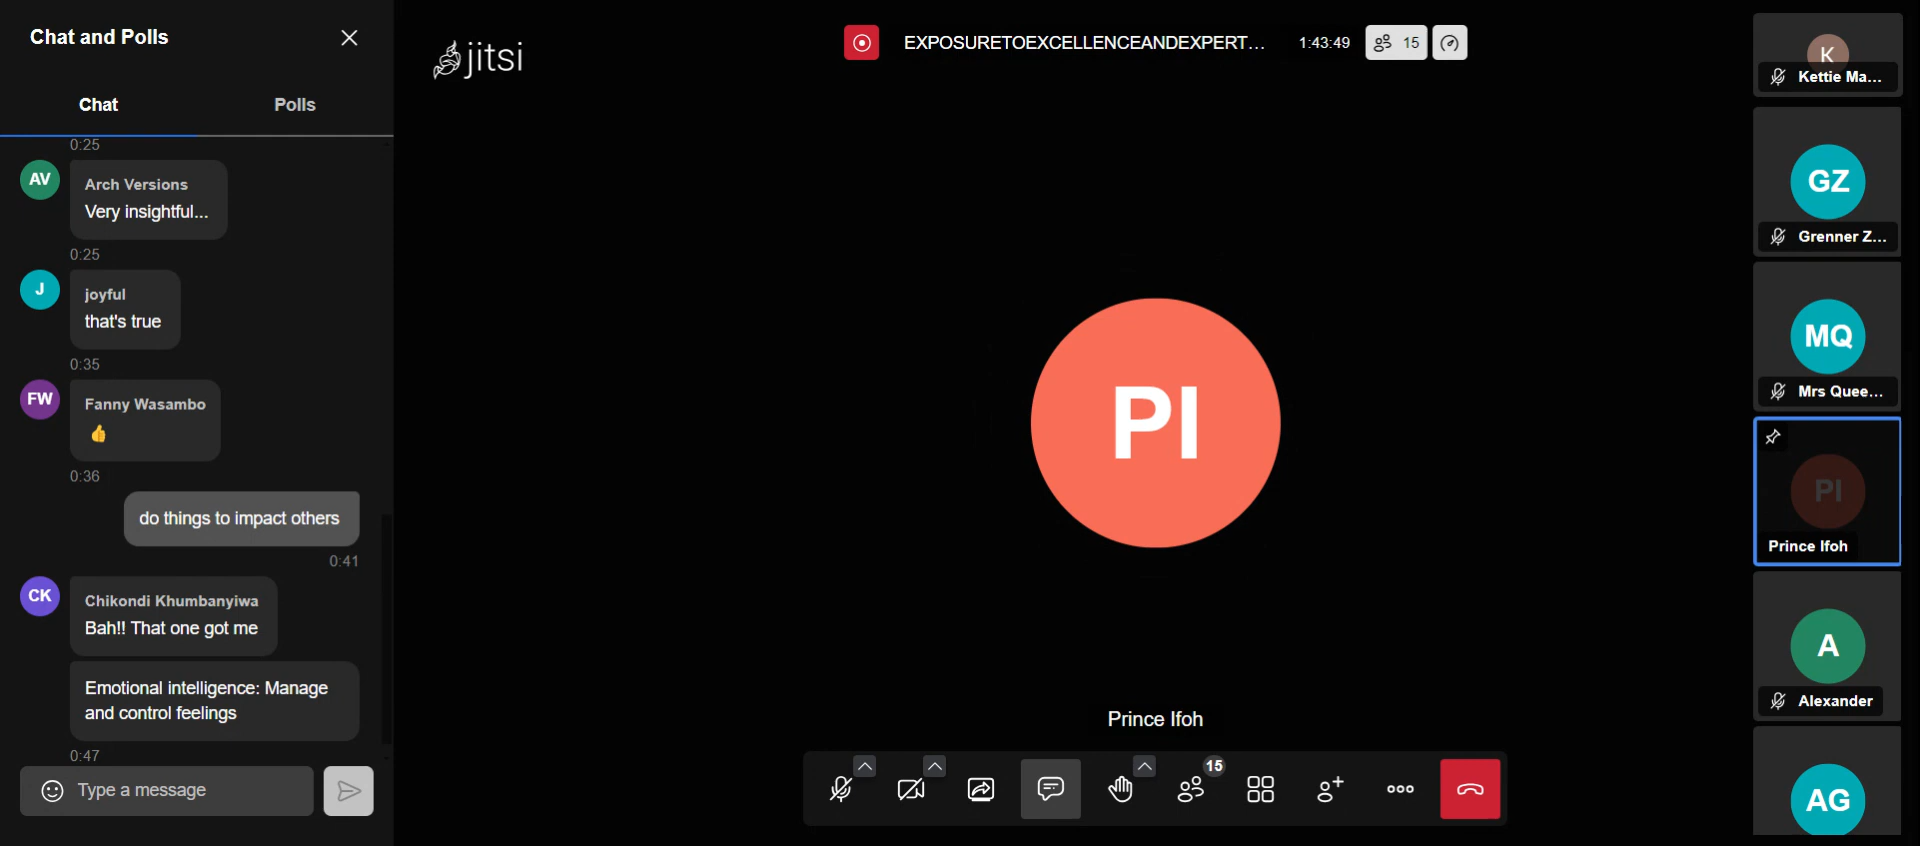 Chat and Polls
Chat
Polls
0:25
AV
Arch Versions
Very insightful...
0:25
J
joyful
that's true
0:35
FW
Fanny Wasambo
👍
0:36
do things to impact others
0:41
CK
Chikondi Khumbanyiwa
Bah!! That one got me
Emotional intelligence: Manage
and control feelings
0:47
Type a message
jitsi
EXPOSURETOEXCELLENCEANDEXPERT...
1:43:49
15
PI
Prince Ifoh
15
K
Kettie Ma...
GZ
Grenner Z...
MQ
Mrs Quee...
PI
Prince Ifoh
A
Alexander
AG